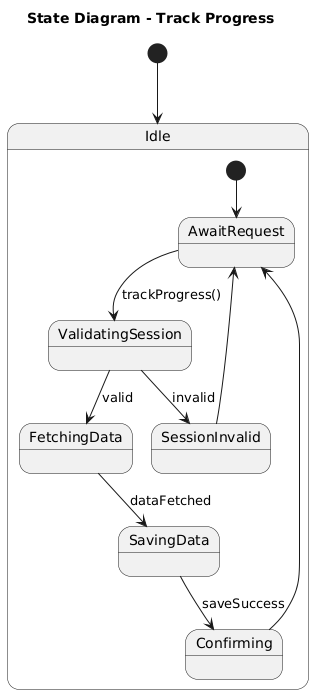 State Diagram - Track Progress
Idle
AwaitRequest
trackProgress()
ValidatingSession
valid
invalid
FetchingData
SessionInvalid
dataFetched
SavingData
saveSuccess
Confirming